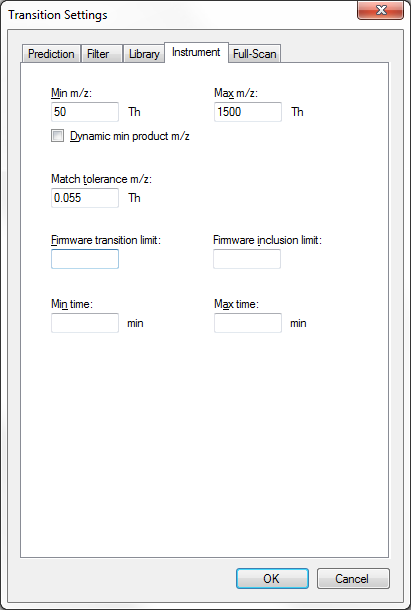 Transition Settings
Prediction Filter Library Instrument Full-Scan
Min m/z: Max m/z:
50 Th 1500 Th
Dynamic min product m/z
Match tolerance m/z:
0.055 Th
Firmware transition limit: Firmware inclusion limit:
Min time: Max time:
min min
OK Cancel